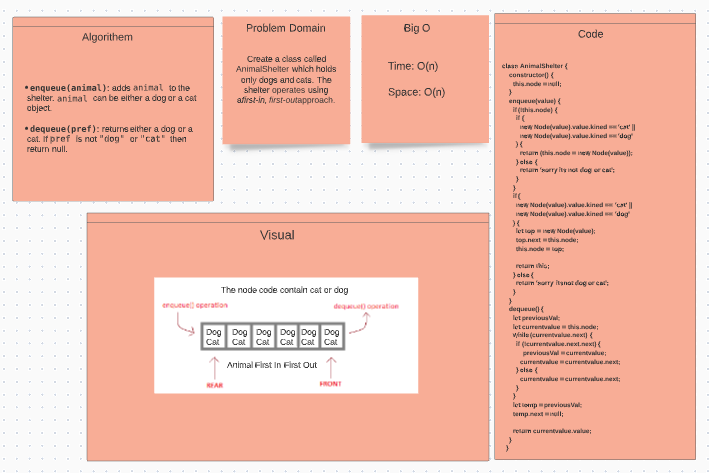 Algorithem
• enqueue(animal): adds animal to the
shelter. animal can be either a dog or a cat
object.
• dequeue(pref): returns either a dog or a
cat. If pref is not "dog" or "cat" then
return null.
Problem Domain
Create a class called
AnimalShelter which holds
only dogs and cats. The
shelter operates using
a first-in, first-out approach.
Big O
Time: O(n)
Space: O(n)
Visual
The node code contain cat or dog
enqueue() operation
dequeue() operation
Dog Dog Dog Dog Dog Dog
Cat Cat Cat Cat Cat Cat
Animal First In First Out
REAR
FRONT
Code
class AnimalShelter {
constructor() {
this.node = null;
}
enqueue(value) {
if (!this.node) {
if (
new Node(value).value.kined == 'cat' ||
new Node(value).value.kined == 'dog'
) {
return (this.node = new Node(value));
} else {
return 'surry its not dog or cat';
}
}
if (
new Node(value).value.kined == 'cat' ||
new Node(value).value.kined == 'dog'
) {
let top = new Node(value);
top.next = this.node;
this.node = top;
return this;
} else {
return 'surry its not dog or cat';
}
}
dequeue() {
let previousVal;
let currentvalue = this.node;
while (currentvalue.next) {
if (!currentvalue.next.next) {
previousVal = currentvalue;
currentvalue = currentvalue.next;
} else {
currentvalue = currentvalue.next;
}
}
let temp = previousVal;
temp.next = null;
return currentvalue.value;
}
}